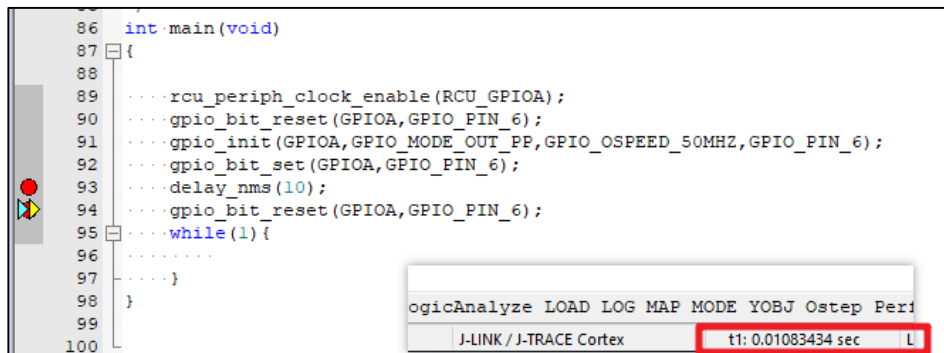 86 int main(void)
87 {
88
89 rcu_periph_clock_enable(RCU_GPIOA);
90 gpio_bit_reset(GPIOA,GPIO_PIN_6);
91 gpio_init(GPIOA,GPIO_MODE_OUT_PP,GPIO_OSPEED_50MHZ,GPIO_PIN_6);
92 gpio_bit_set(GPIOA,GPIO_PIN_6);
93 delay_nms(10);
94 gpio_bit_reset(GPIOA,GPIO_PIN_6);
95 while(1){
96
97 }
98 }
99
100
ogicAnalyze LOAD LOG MAP MODE YOBJ Ostep Perf
J-LINK / J-TRACE Cortex t1: 0.01083434 sec L